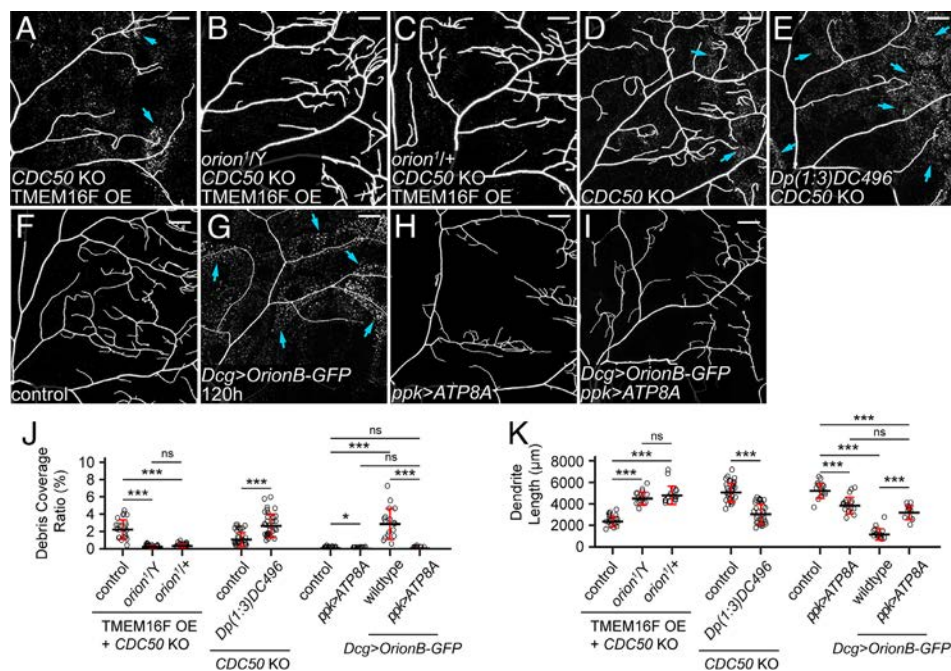 A
CDC50 KO
TMEM16F OE
B
orion¹/Y
CDC50 KO
TMEM16F OE
C
orion¹/+
CDC50 KO
TMEM16F OE
D
CDC50 KO
E
Dp(1:3)DC496
CDC50 KO
F
control
G
Dcg>OrionB-GFP
120h
H
ppk>ATP8A
I
Dcg>OrionB-GFP
ppk>ATP8A
J
Debris Coverage
Ratio (%)
10
8
6
4
2
0
ns
***
***
***
ns
***
ns
***
*
control
orion¹/Y
orion¹/+
control
Dp(1:3)DC496
control
ppk>ATP8A
wildtype
ppk>ATP8A
TMEM16F OE
+ CDC50 KO
CDC50 KO
Dcg>OrionB-GFP
K
Dendrite
Length (µm)
8000
6000
4000
2000
0
ns
***
***
***
***
ns
***
***
***
control
orion¹/Y
orion¹/+
control
Dp(1:3)DC496
control
ppk>ATP8A
wildtype
ppk>ATP8A
TMEM16F OE
+ CDC50 KO
CDC50 KO
Dcg>OrionB-GFP